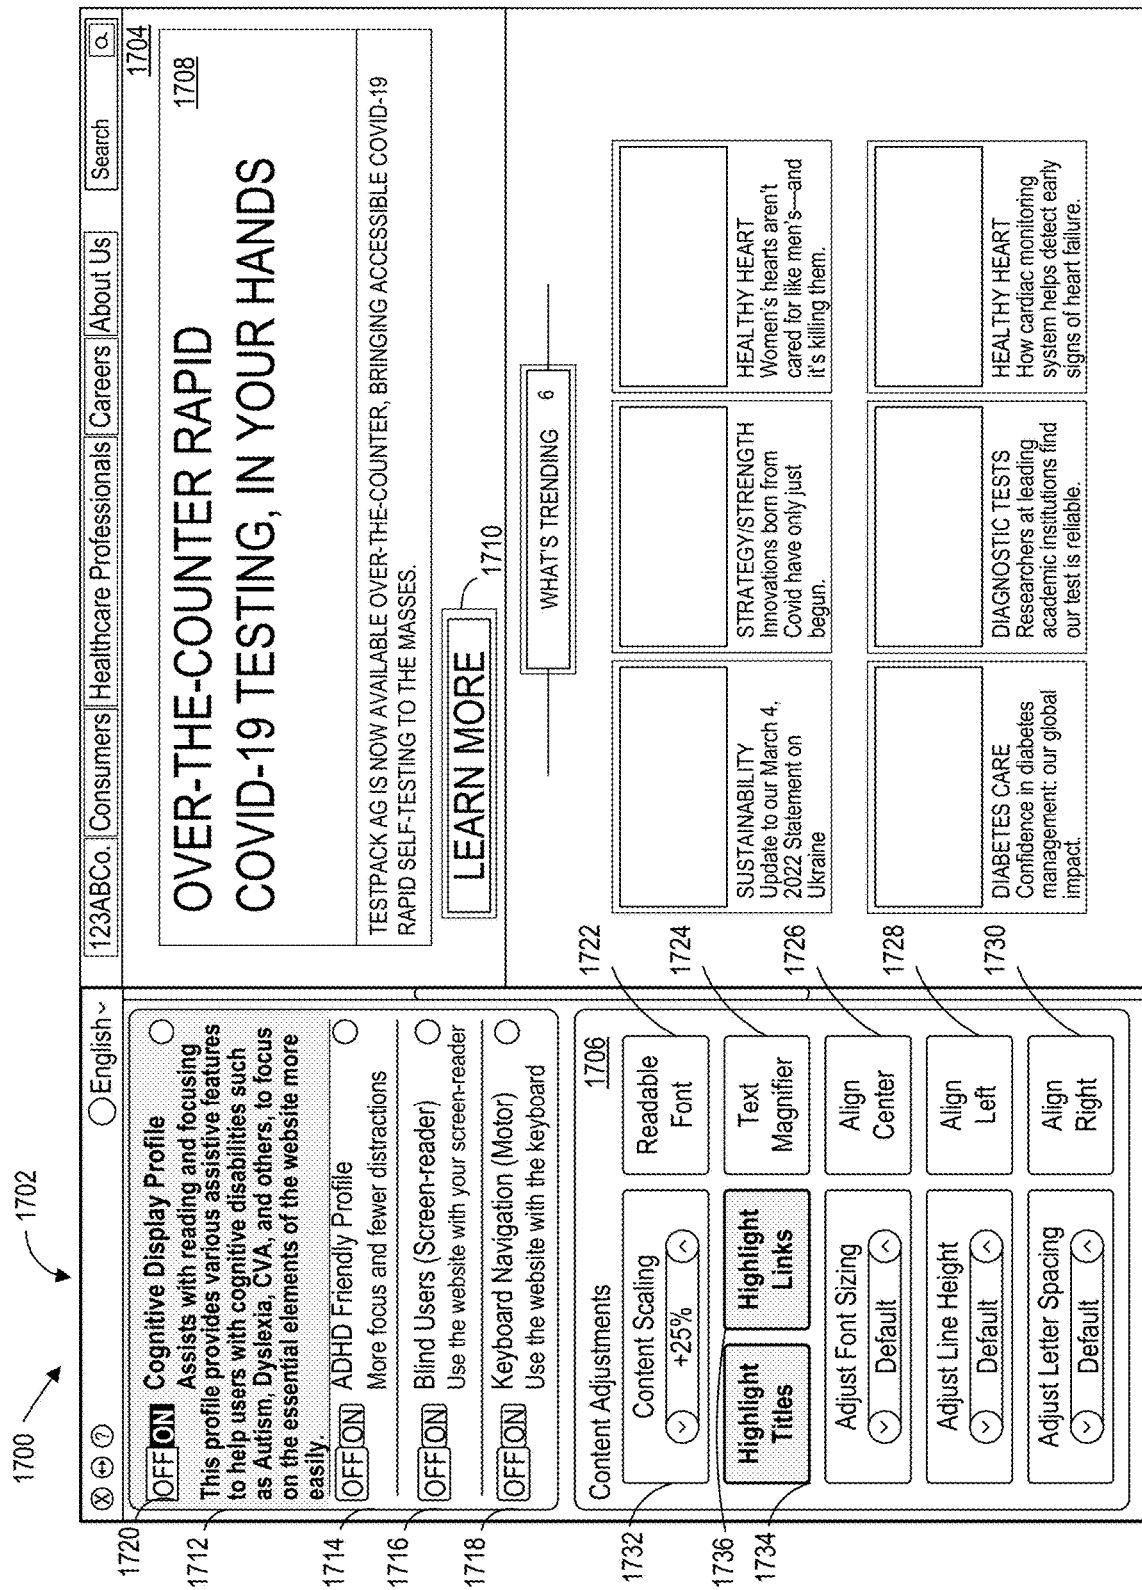 1700
1702
English
OFF ON Cognitive Display Profile
Assists with reading and focusing
This profile provides various assistive features
to help users with cognitive disabilities such
as Autism, Dyslexia, CVA, and others, to focus
on the essential elements of the website more
easily.
OFF ON ADHD Friendly Profile
More focus and fewer distractions
OFF ON Blind Users (Screen-reader)
Use the website with your screen-reader
OFF ON Keyboard Navigation (Motor)
Use the website with the keyboard
1720
1712
1714
1716
1718
Content Adjustments
1706
Content Scaling
+25%
Readable
Font
Highlight
Titles
Highlight
Links
Text
Magnifier
Adjust Font Sizing
Default
Align
Center
Adjust Line Height
Default
Align
Left
Adjust Letter Spacing
Default
Align
Right
1732
1736
1734
1722
1724
1726
1728
1730
123ABCo. Consumers Healthcare Professionals Careers About Us Search
1704
1708
OVER-THE-COUNTER RAPID
COVID-19 TESTING, IN YOUR HANDS
TESTPACK AG IS NOW AVAILABLE OVER-THE-COUNTER, BRINGING ACCESSIBLE COVID-19
RAPID SELF-TESTING TO THE MASSES.
LEARN MORE
1710
WHAT'S TRENDING 6
SUSTAINABILITY
Update to our March 4,
2022 Statement on
Ukraine
STRATEGY/STRENGTH
Innovations born from
Covid have only just
begun.
HEALTHY HEART
Women's hearts aren't
cared for like men's—and
it's killing them.
DIABETES CARE
Confidence in diabetes
management: our global
impact.
DIAGNOSTIC TESTS
Researchers at leading
academic institutions find
our test is reliable.
HEALTHY HEART
How cardiac monitoring
system helps detect early
signs of heart failure.